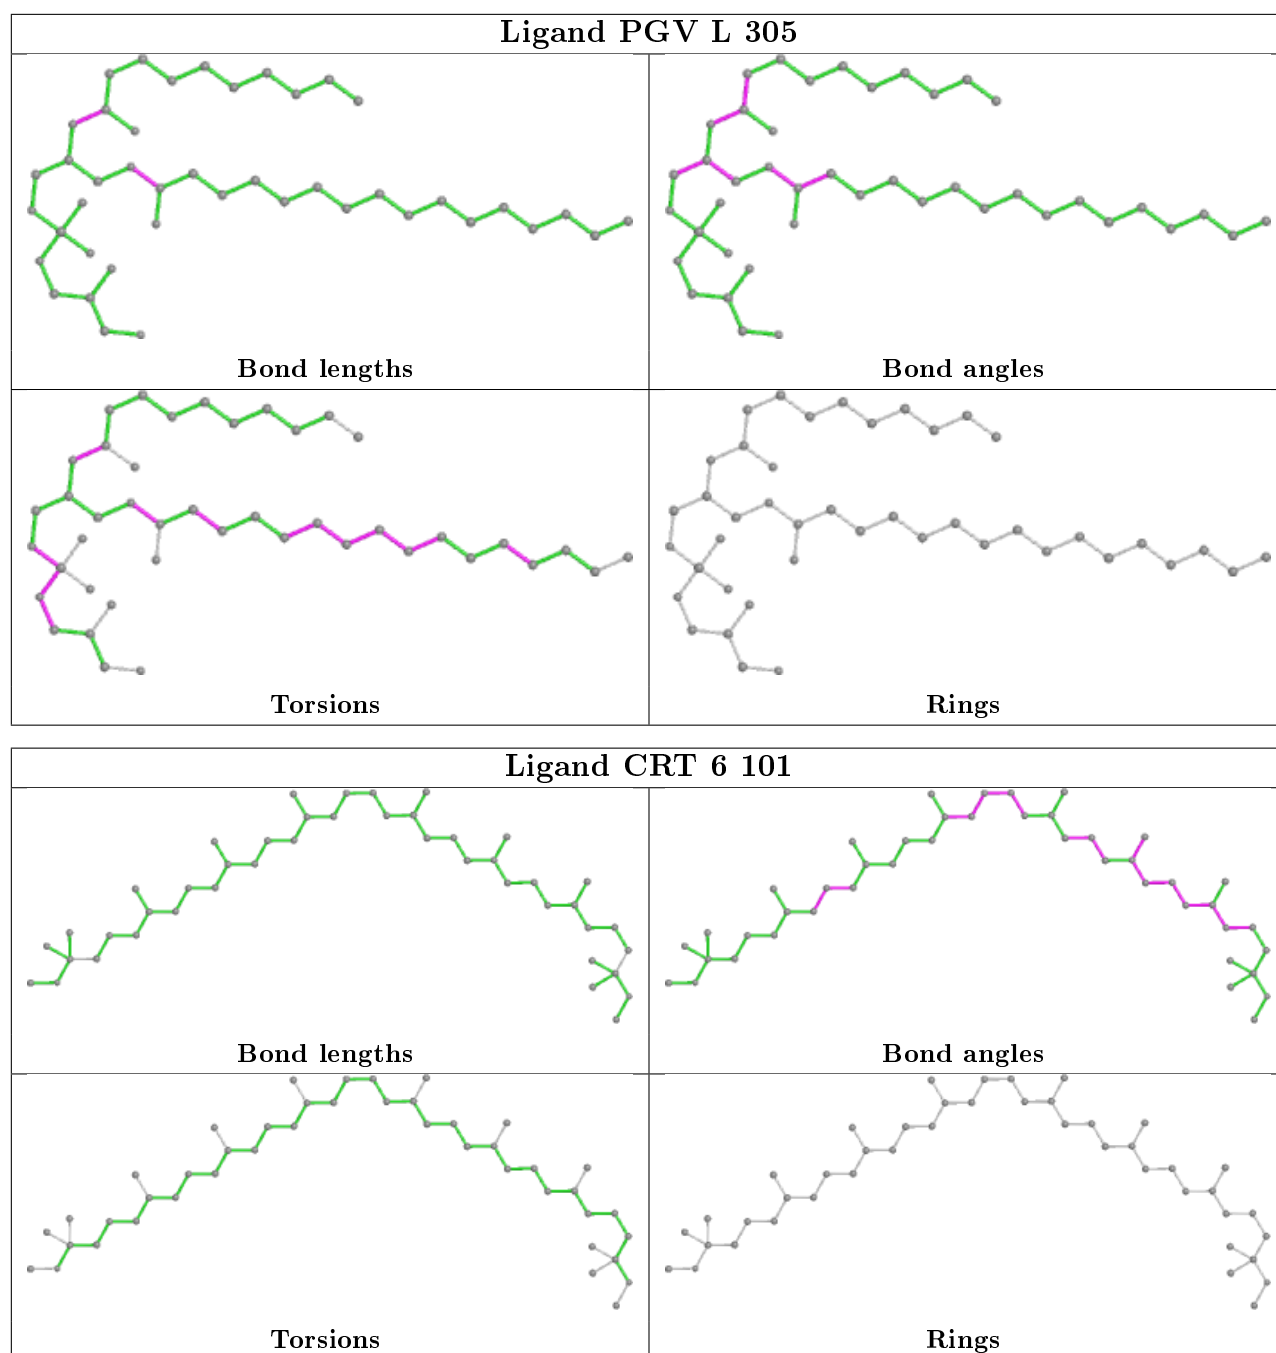 Ligand PGV L 305
Bond lengths
Bond angles
Torsions
Rings
Ligand CRT 6 101
Bond lengths
Bond angles
Torsions
Rings